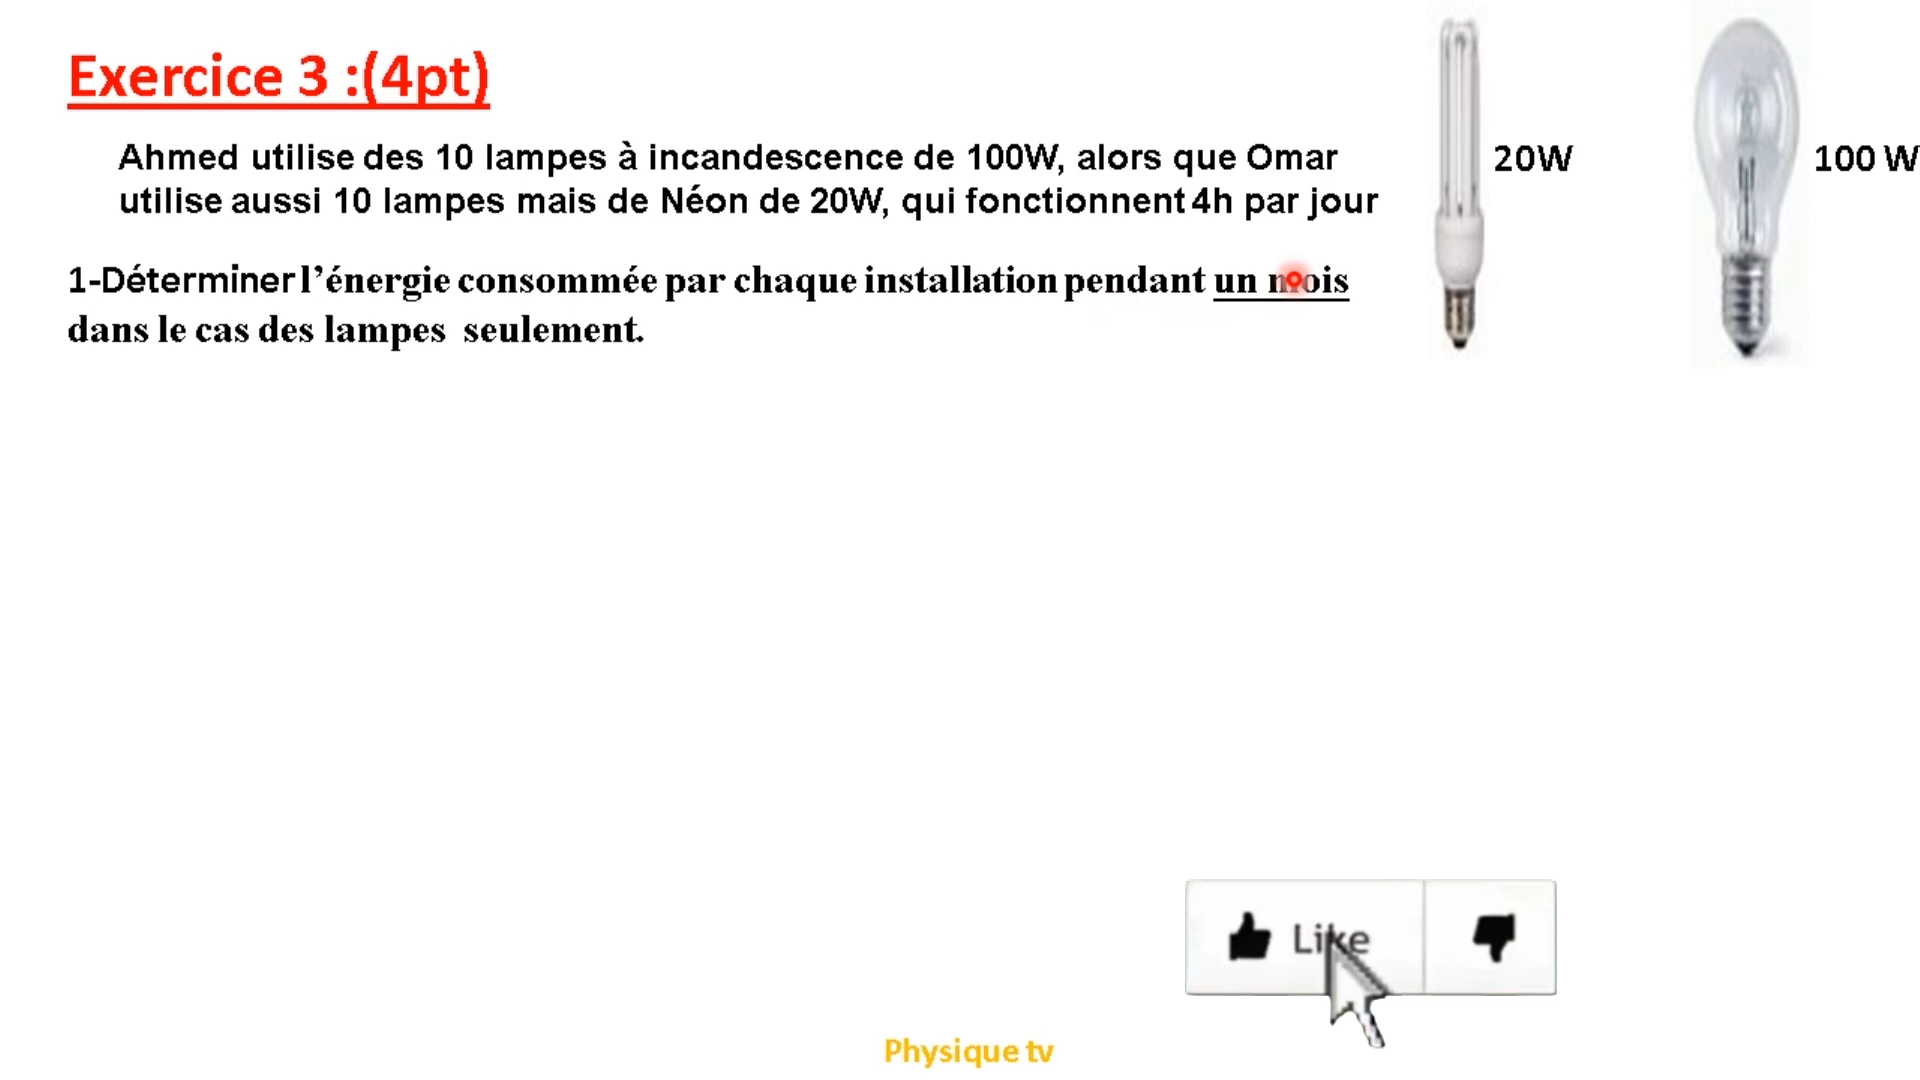 Exercice 3 :(4pt)
Ahmed utilise des 10 lampes à incandescence de 100W, alors que Omar
utilise aussi 10 lampes mais de Néon de 20W, qui fonctionnent 4h par jour
20W
100 W
1-Déterminer l’énergie consommée par chaque installation pendant un mois
dans le cas des lampes seulement.
Like
Physique tv